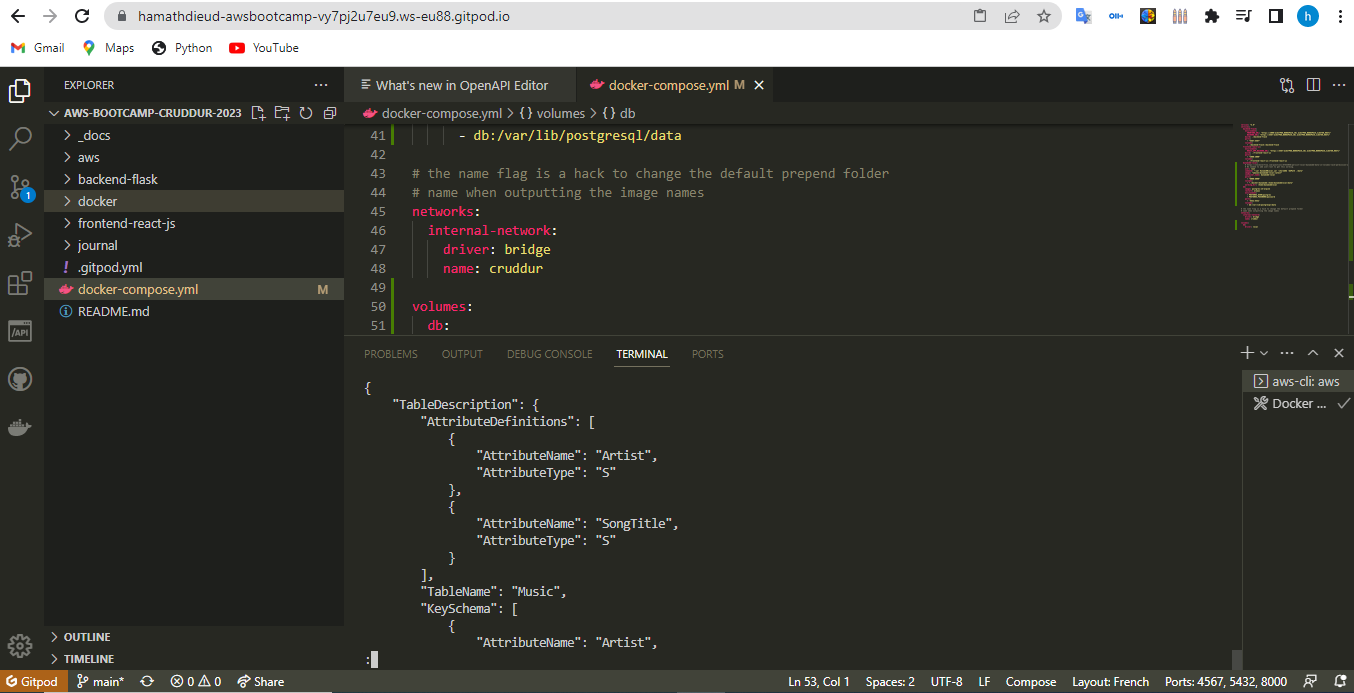 hamathdieud-awsbootcamp-vy7pj2u7eu9.ws-eu88.gitpod.io
h
Gmail Maps Python YouTube
EXPLORER
AWS-BOOTCAMP-CRUDDUR-2023
_docs
aws
backend-flask
docker
frontend-react-js
journal
! .gitpod.yml
docker-compose.yml M
README.md
OUTLINE
TIMELINE
1
/API
What's new in OpenAPI Editor
docker-compose.yml M
docker-compose.yml > {} volumes > {} db
41 - db:/var/lib/postgresql/data
42
43 # the name flag is a hack to change the default prepend folder
44 # name when outputting the image names
45 networks:
46 internal-network:
47 driver: bridge
48 name: cruddur
49
50 volumes:
51 db:
PROBLEMS OUTPUT DEBUG CONSOLE TERMINAL PORTS
{
"TableDescription": {
"AttributeDefinitions": [
{
"AttributeName": "Artist",
"AttributeType": "S"
},
{
"AttributeName": "SongTitle",
"AttributeType": "S"
}
],
"TableName": "Music",
"KeySchema": [
{
"AttributeName": "Artist",
:
aws-cli: aws
Docker ...
Gitpod main* 0 0 Share Ln 53, Col 1 Spaces: 2 UTF-8 LF Compose Layout: French Ports: 4567, 5432, 8000